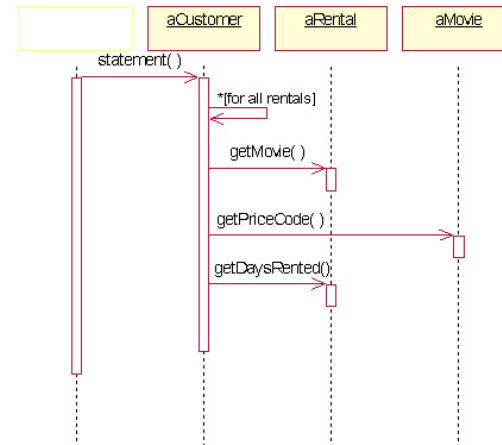 aCustomer
aRental
aMovie
statement( )
*[for all rentals]
getMovie( )
getPriceCode( )
getDaysRented()